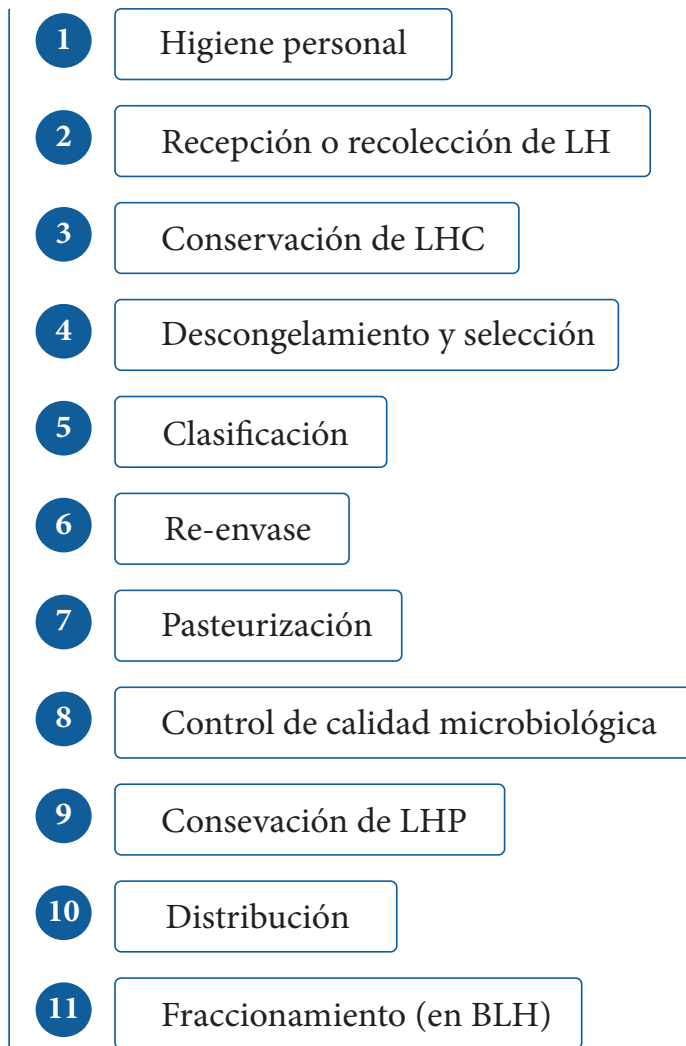 1 Higiene personal
2 Recepción o recolección de LH
3 Conservación de LHC
4 Descongelamiento y selección
5 Clasificación
6 Re-envase
7 Pasteurización
8 Control de calidad microbiológica
9 Consevación de LHP
10 Distribución
11 Fraccionamiento (en BLH)